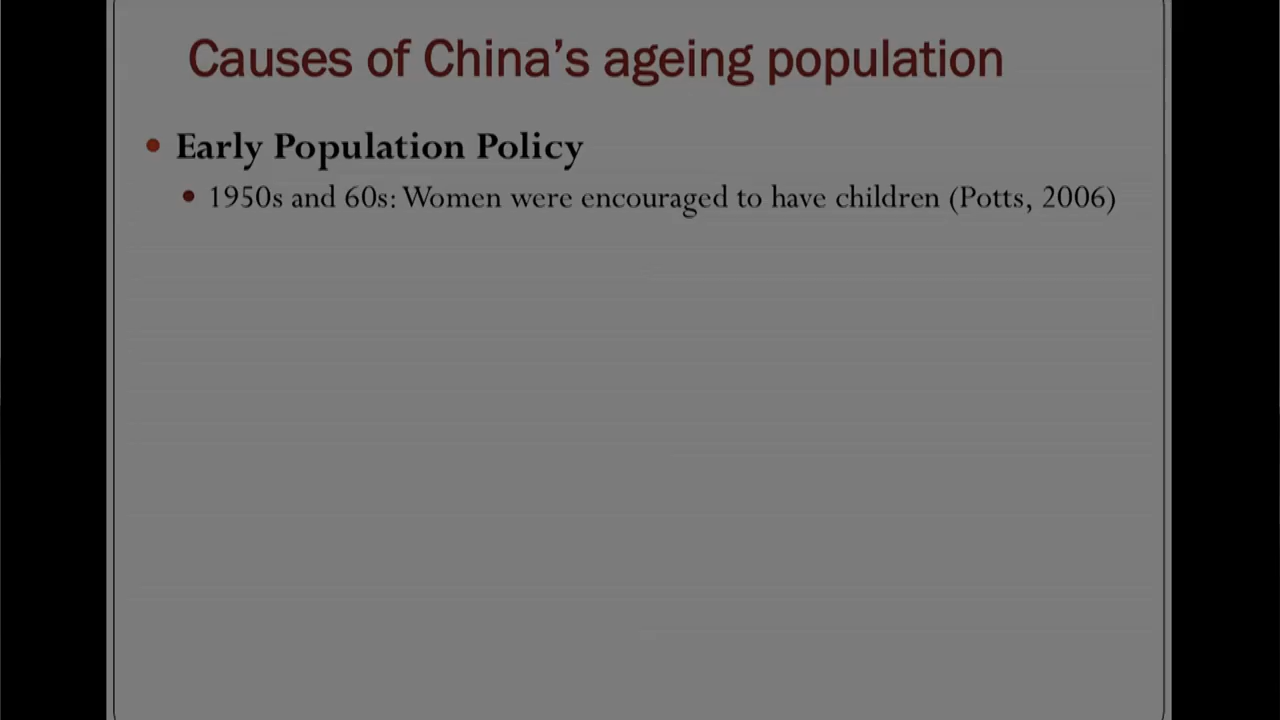 Causes of China's ageing population
• Early Population Policy
• 1950s and 60s: Women were encouraged to have children (Potts, 2006)